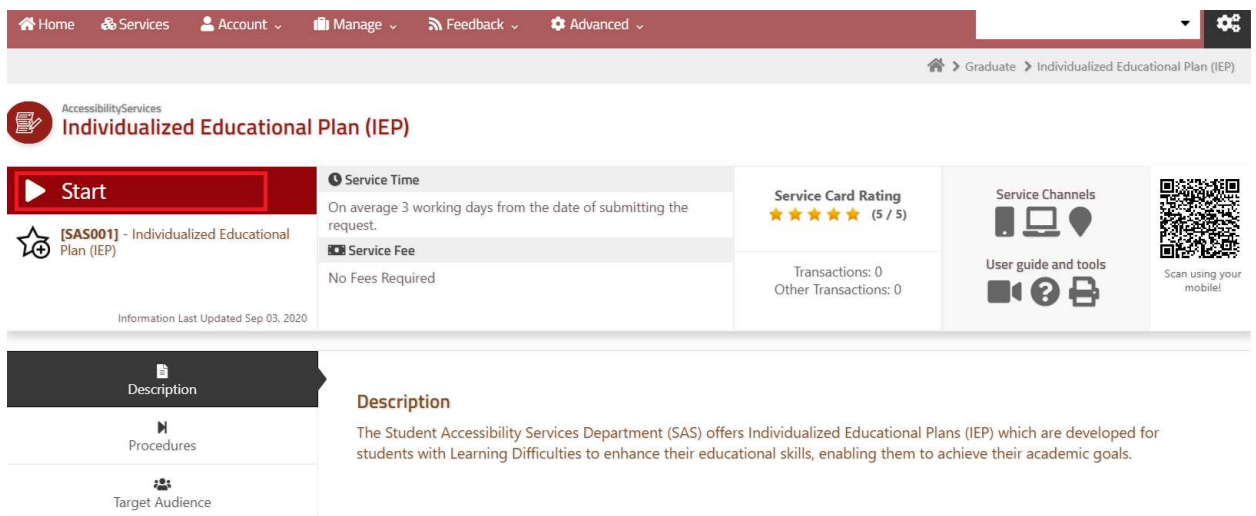 Home Services Account Manage Feedback Advanced
Graduate Individualized Educational Plan (IEP)
AccessibilityServices
Individualized Educational Plan (IEP)
Start
[SAS001] - Individualized Educational
Plan (IEP)
Information Last Updated Sep 03, 2020
Service Time
On average 3 working days from the date of submitting the
request.
Service Fee
No Fees Required
Service Card Rating
(5 / 5)
Transactions: 0
Other Transactions: 0
Service Channels
User guide and tools
Scan using your
mobile!
Description
Procedures
Target Audience
Description
The Student Accessibility Services Department (SAS) offers Individualized Educational Plans (IEP) which are developed for
students with Learning Difficulties to enhance their educational skills, enabling them to achieve their academic goals.